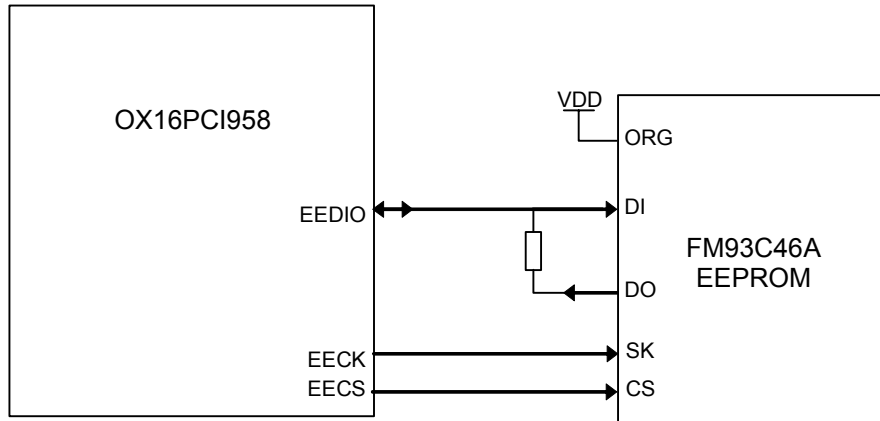 OX16PCI958
EEDIO
EECK
EECS
VDD
ORG
DI
DO
SK
CS
FM93C46A
EEPROM